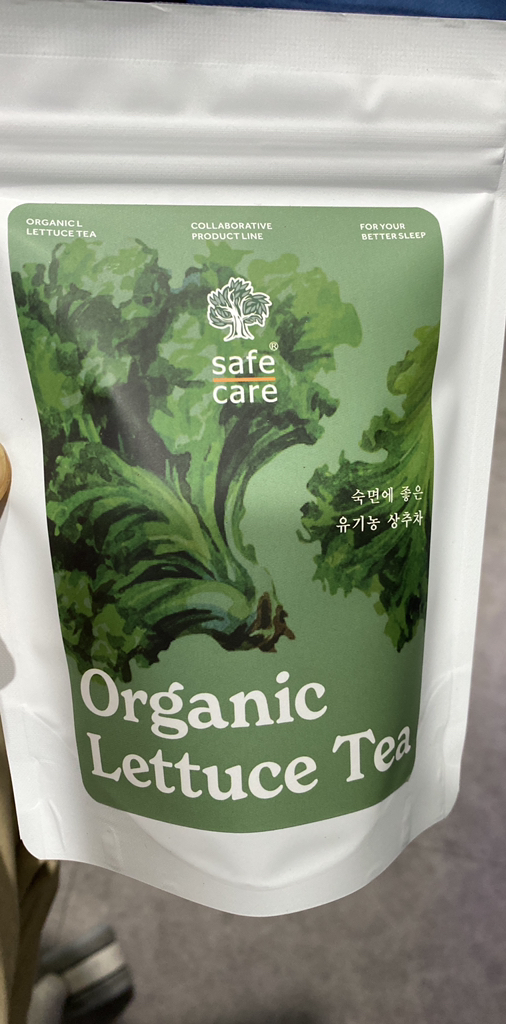 ORGANIC L
LETTUCE TEA
COLLABORATIVE
PRODUCT LINE
FOR YOUR
BETTER SLEEP
safe®
care
숙면에 좋은
유기농 상추차
Organic
Lettuce Tea